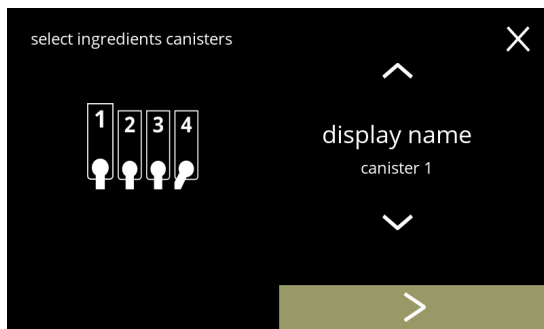 select ingredients canisters
1 2 3 4
display name
canister 1